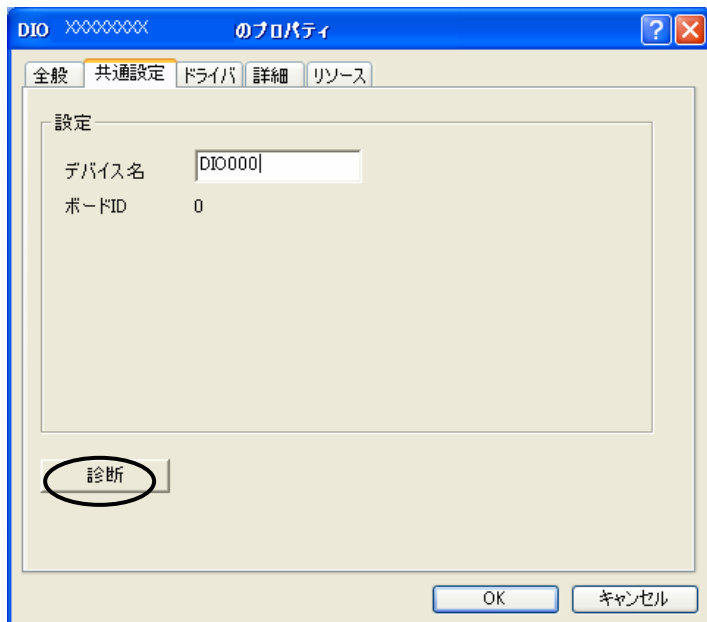 DIO XXXXXXXX のプロパティ
全般 共通設定 ドライバ 詳細 リソース
設定
デバイス名 DIO000
ボードID 0
診断
OK キャンセル